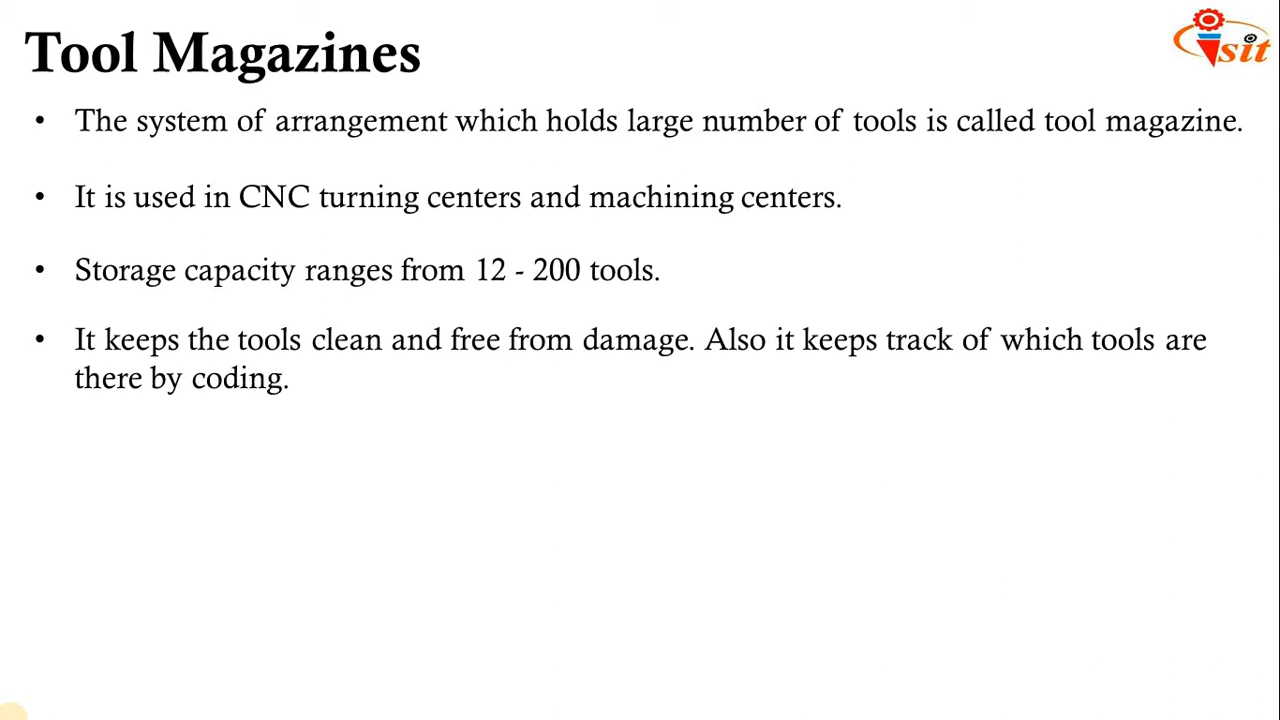 Tool Magazines
sit
• The system of arrangement which holds large number of tools is called tool magazine.
• It is used in CNC turning centers and machining centers.
• Storage capacity ranges from 12 - 200 tools.
• It keeps the tools clean and free from damage. Also it keeps track of which tools are
there by coding.